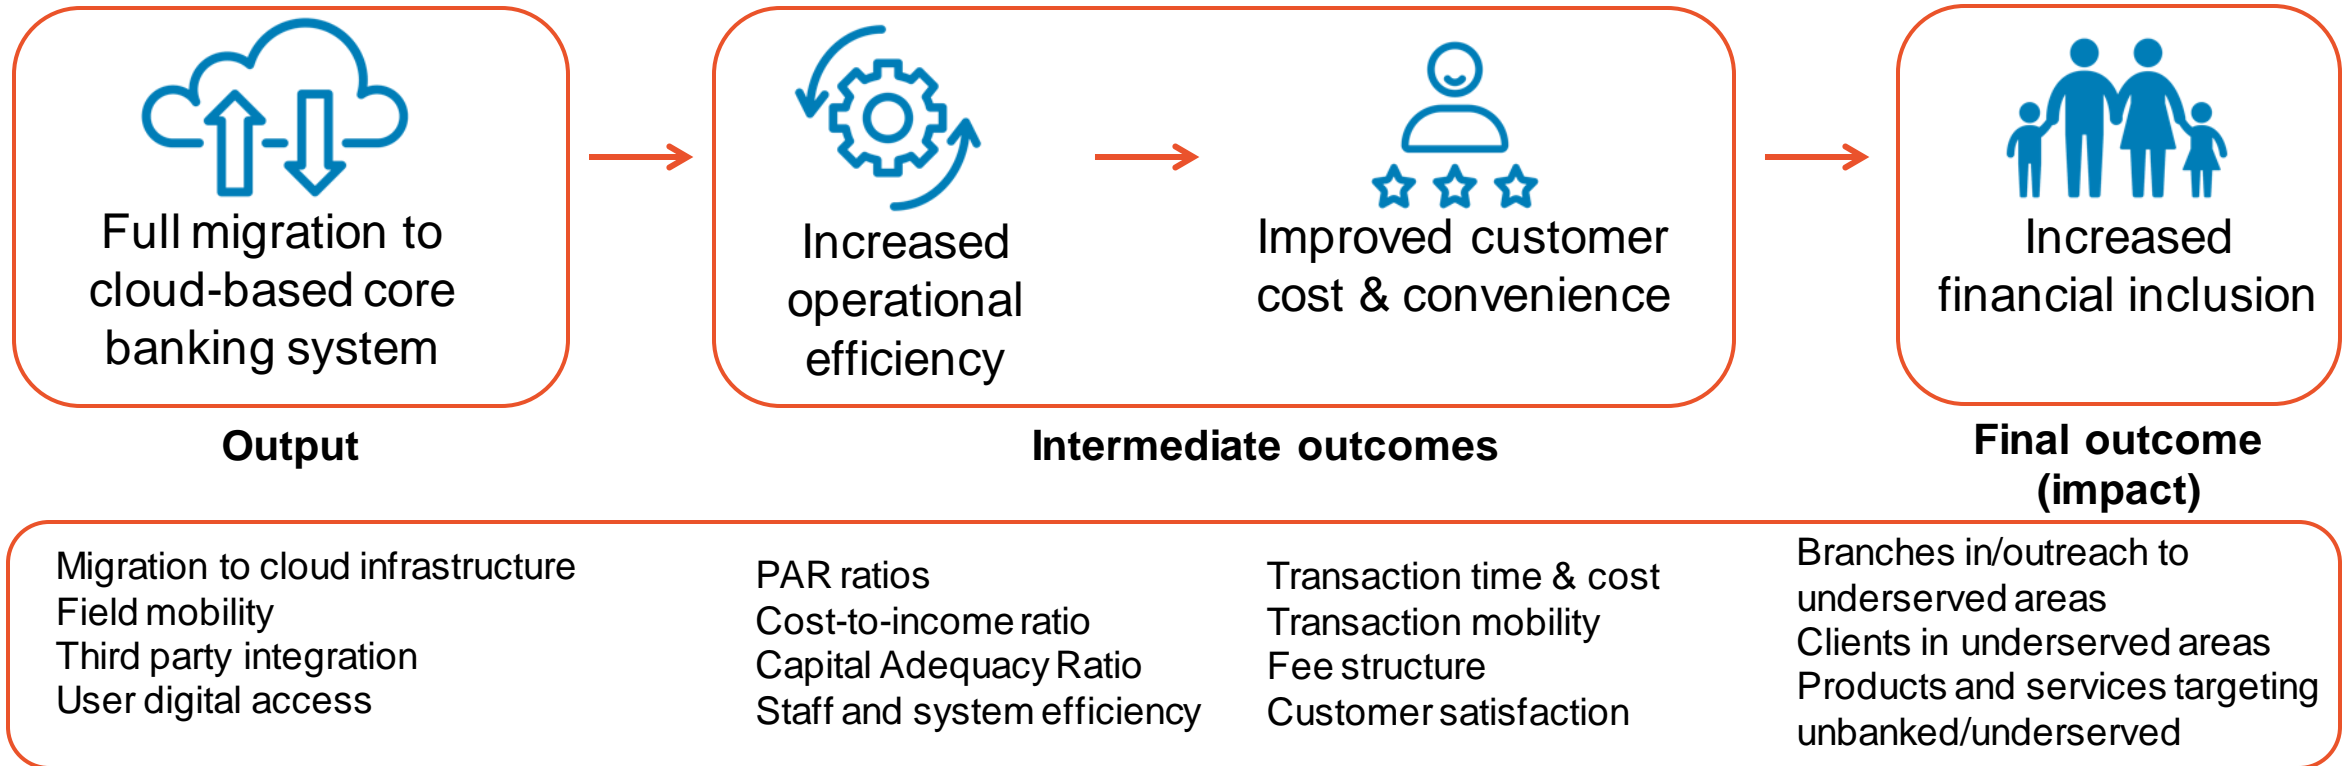 Full migration to
cloud-based core
banking system
Increased
operational
efficiency
Improved customer
cost & convenience
Increased
financial inclusion
Output
Intermediate outcomes
Final outcome
(impact)
Migration to cloud infrastructure
Field mobility
Third party integration
User digital access
PAR ratios
Cost-to-income ratio
Capital Adequacy Ratio
Staff and system efficiency
Transaction time & cost
Transaction mobility
Fee structure
Customer satisfaction
Branches in/outreach to
underserved areas
Clients in underserved areas
Products and services targeting
unbanked/underserved